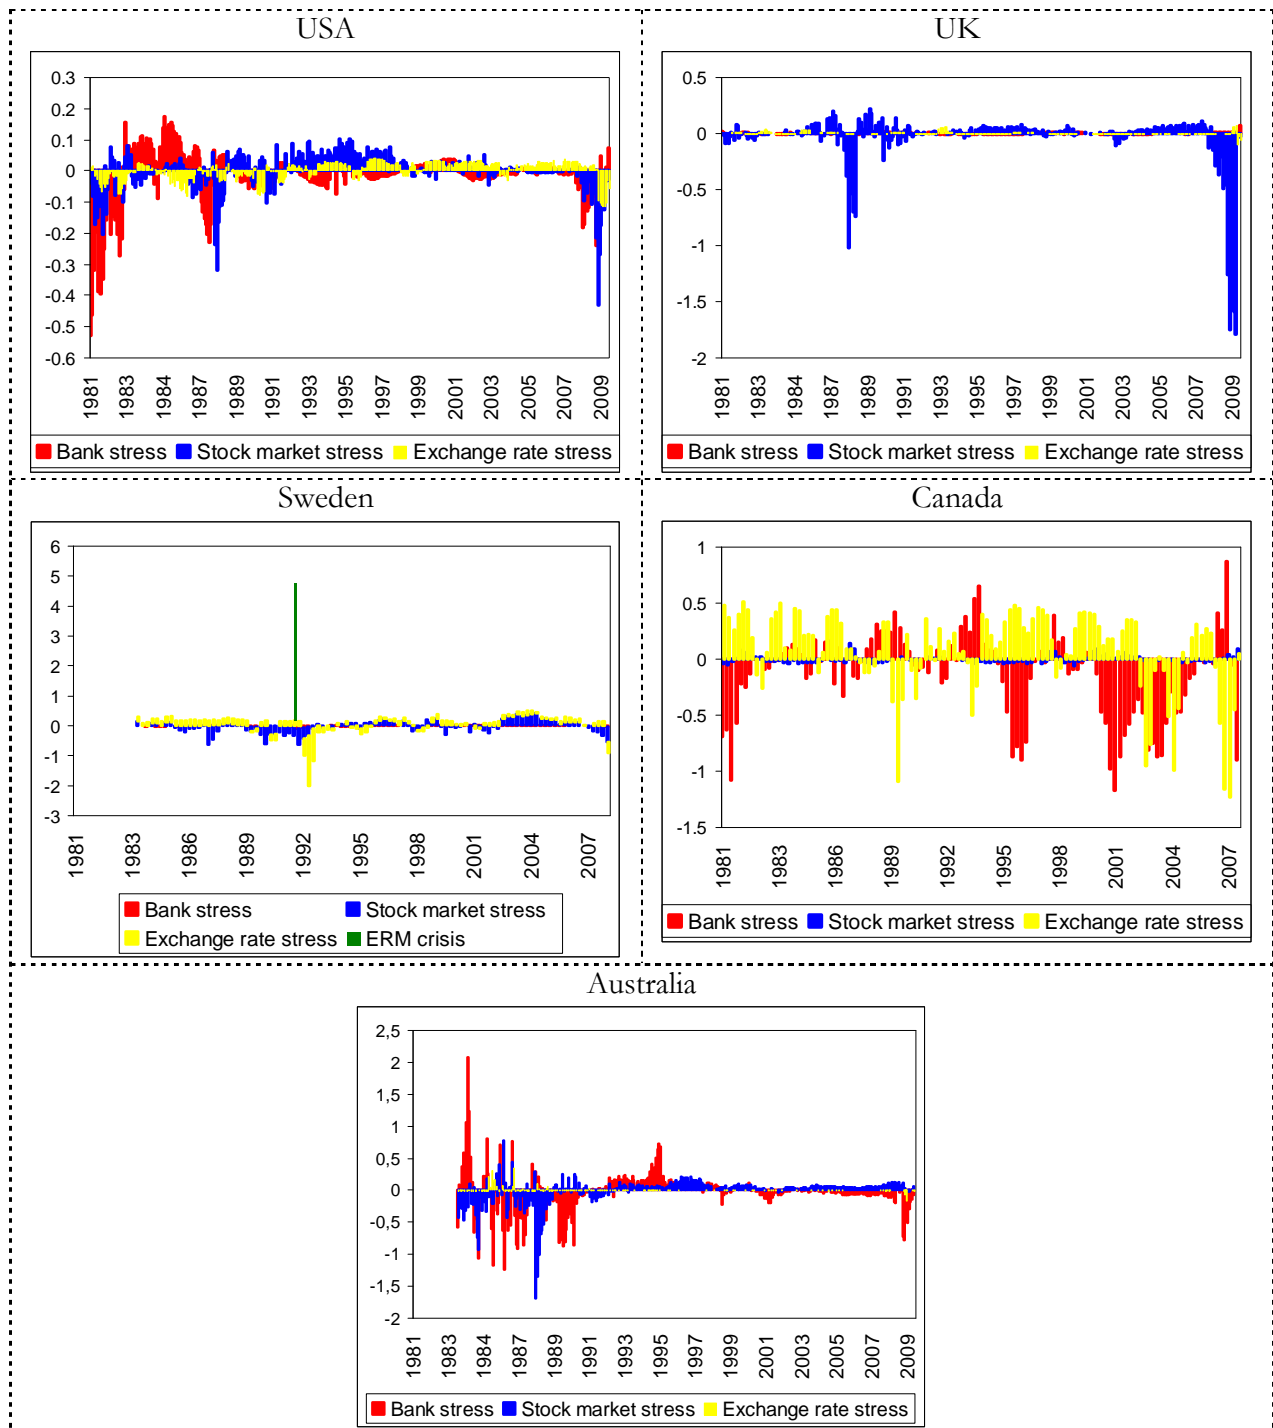 USA
0.3
0.2
0.1
0
-0.1
-0.2
-0.3
-0.4
-0.5
-0.6
1981 1983 1984 1987 1989 1991 1993 1995 1997 1999 2001 2003 2005 2007 2009
Bank stress Stock market stress Exchange rate stress
UK
0.5
0
-0.5
-1
-1.5
-2
1981 1983 1984 1987 1989 1991 1993 1995 1997 1999 2001 2003 2005 2007 2009
Bank stress Stock market stress Exchange rate stress
Sweden
6
5
4
3
2
1
0
-1
-2
-3
1981 1983 1986 1989 1992 1995 1998 2001 2004 2007
Bank stress Stock market stress
Exchange rate stress ERM crisis
Canada
1
0.5
0
-0.5
-1
-1.5
1981 1983 1986 1989 1992 1995 1998 2001 2004 2007
Bank stress Stock market stress Exchange rate stress
Australia
2,5
2
1,5
1
0,5
0
-0,5
-1
-1,5
-2
1981 1983 1984 1987 1989 1991 1993 1995 1997 1999 2001 2003 2005 2007 2009
Bank stress Stock market stress Exchange rate stress